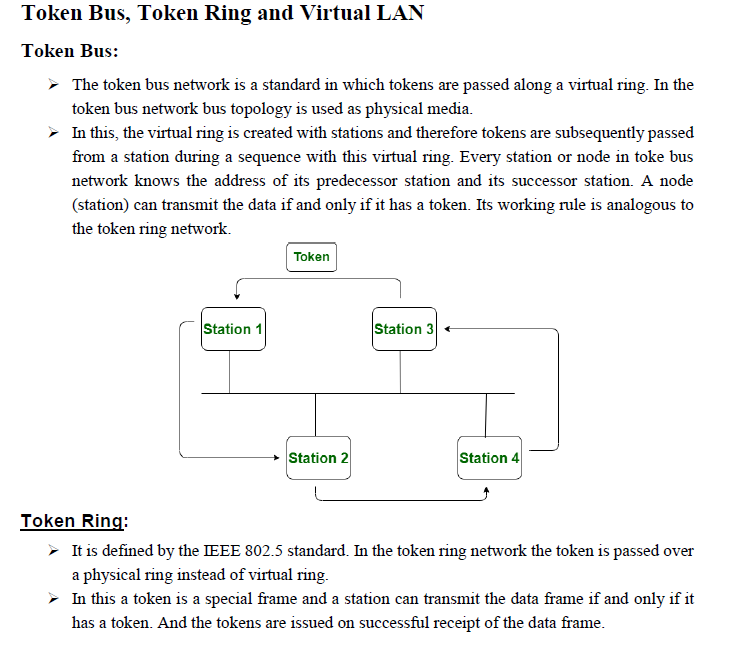 Token Bus, Token Ring and Virtual LAN
Token Bus:
➢ The token bus network is a standard in which tokens are passed along a virtual ring. In the
token bus network bus topology is used as physical media.
➢ In this, the virtual ring is created with stations and therefore tokens are subsequently passed
from a station during a sequence with this virtual ring. Every station or node in toke bus
network knows the address of its predecessor station and its successor station. A node
(station) can transmit the data if and only if it has a token. Its working rule is analogous to
the token ring network.
Token
Station 1
Station 3
Station 2
Station 4
Token Ring:
➢ It is defined by the IEEE 802.5 standard. In the token ring network the token is passed over
a physical ring instead of virtual ring.
➢ In this a token is a special frame and a station can transmit the data frame if and only if it
has a token. And the tokens are issued on successful receipt of the data frame.